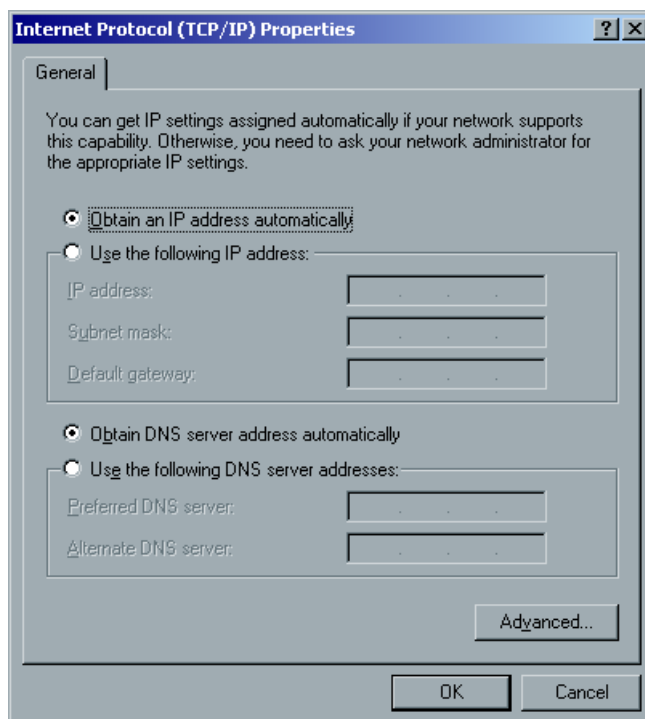 Internet Protocol (TCP/IP) Properties
General
You can get IP settings assigned automatically if your network supports
this capability. Otherwise, you need to ask your network administrator for
the appropriate IP settings.
Obtain an IP address automatically
Use the following IP address:
IP address:
Subnet mask:
Default gateway:
Obtain DNS server address automatically
Use the following DNS server addresses:
Preferred DNS server:
Alternate DNS server:
Advanced...
OK Cancel